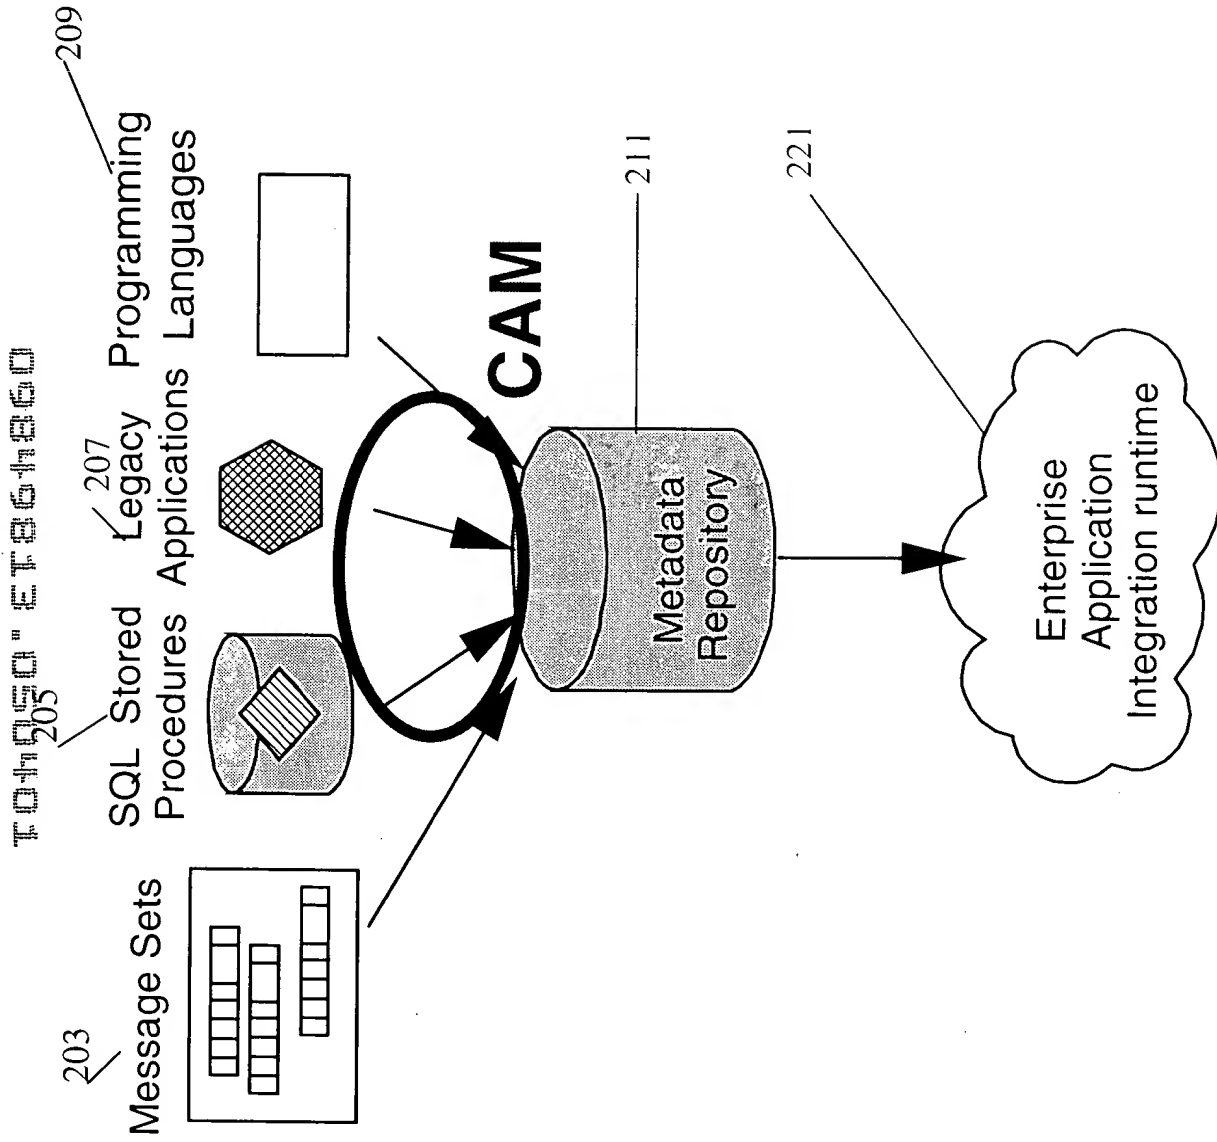 203
Message Sets
205
SQL Stored
Procedures
207
Legacy
Applications
209
Programming
Languages
CAM
Metadata
Repository
211
221
Enterprise
Application
Integration runtime